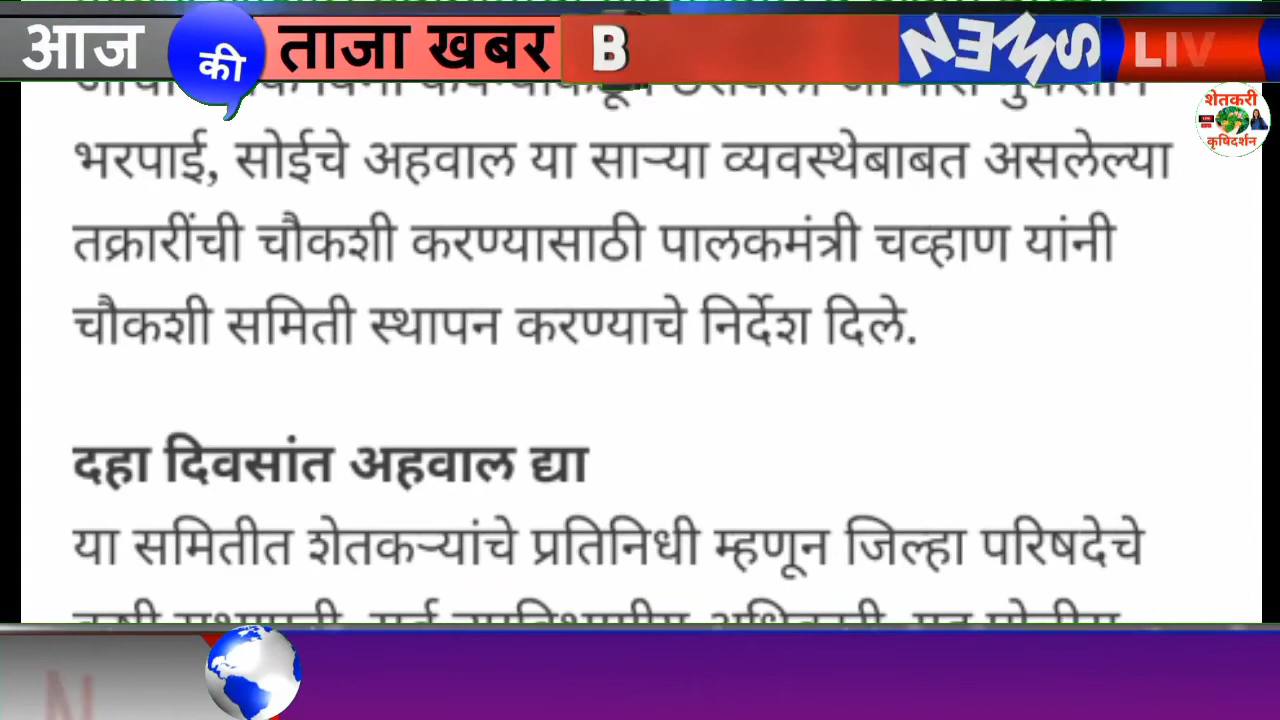 आज की ताजा खबर B NEWS LIV
शेतकरी
कृषिदर्शन
भरपाई, सोईचे अहवाल या साऱ्या व्यवस्थेबाबत असलेल्या
तक्रारींची चौकशी करण्यासाठी पालकमंत्री चव्हाण यांनी
चौकशी समिती स्थापन करण्याचे निर्देश दिले.
दहा दिवसांत अहवाल द्या
या समितीत शेतकऱ्यांचे प्रतिनिधी म्हणून जिल्हा परिषदेचे
N